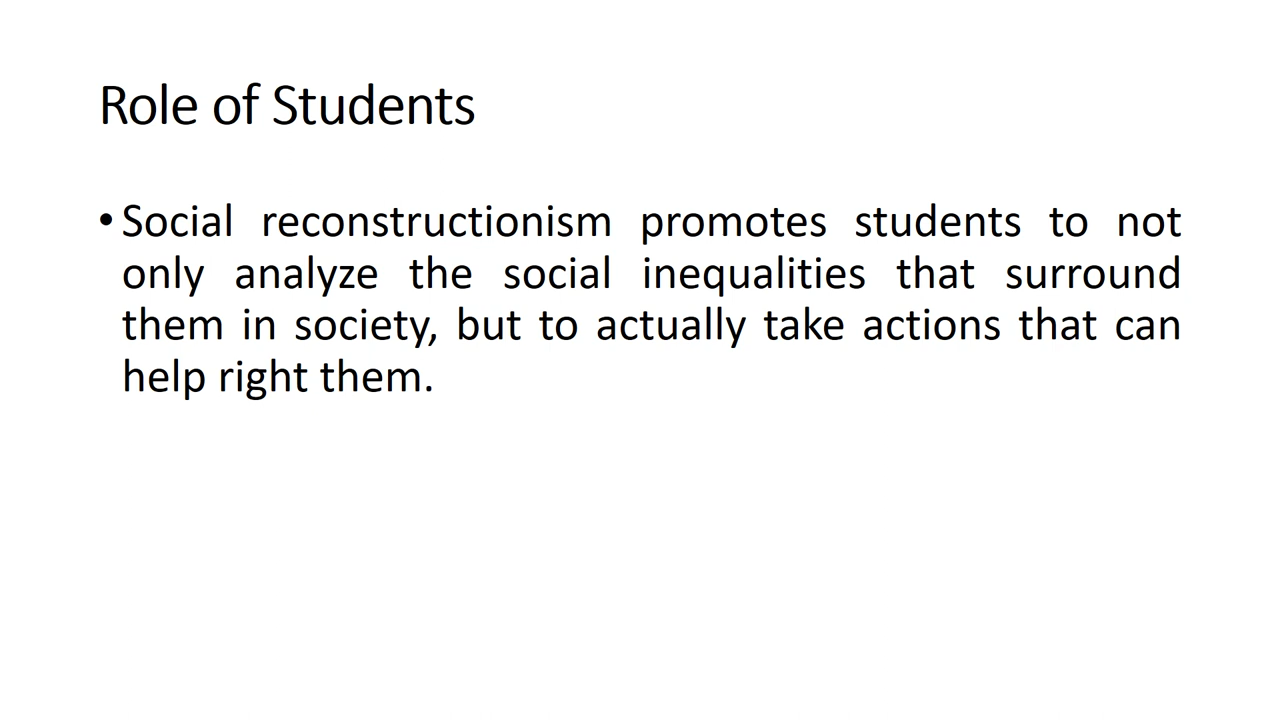 Role of Students
• Social reconstructionism promotes students to not
only analyze the social inequalities that surround
them in society, but to actually take actions that can
help right them.